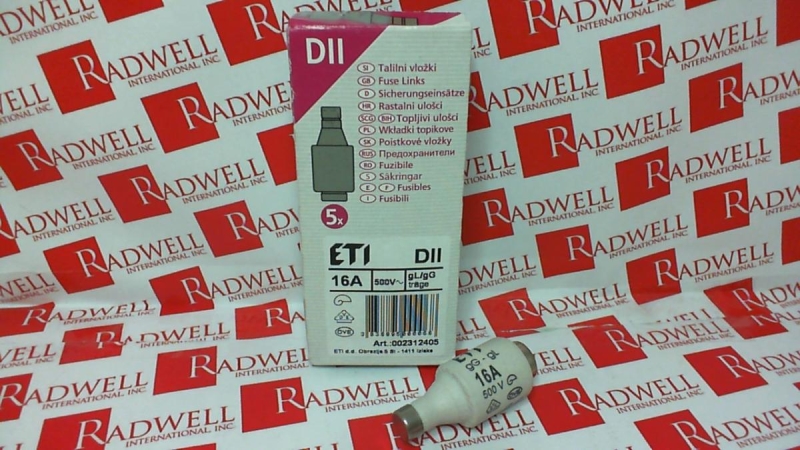 DII
SI Talilni vložki
GB Fuse Links
D Sicherungseinsätze
HR Rastalni ulošci
SCG BIH Topljivi ulošci
PL Wkładki topikowe
SK Poistkové vložky
RUS Предохранители
RO Fuzibile
S Säkringar
E F Fusibles
I Fusibili
5x
ETI DII
16A 500V~ gL/gG
träge
DVE
Art.:002312405
ETI d.d. Obrezija 5 SI - 1411 Izlake
gG · gL
16A
500 V
RADWELL
INTERNATIONAL, INC.